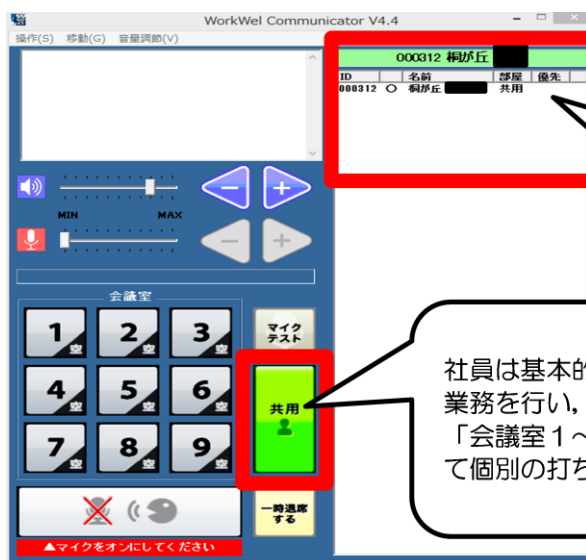 WorkWel Communicator V4.4
操作(S) 移動(G) 音量調節(V)
000312 桐が丘
ID 名前 部屋 優先
000312 ○ 桐が丘 共用
MIN MAX
会議室
1 空 2 空 3 空
マイク
テスト
4 空 5 空 6 空
共用
7 空 8 空 9 空
一時退席
する
▲マイクをオンにしてください
社員は基本的
業務を行い，
「会議室１～
て個別の打ち